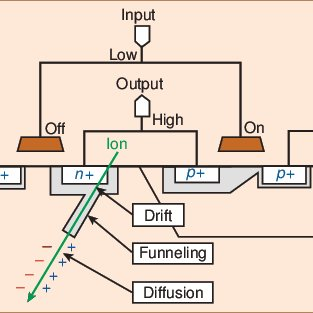 Input
Low
Output
High
Off
On
Ion
+
n+
p+
p+
Drift
Funneling
Diffusion
− − − −
+ + + +